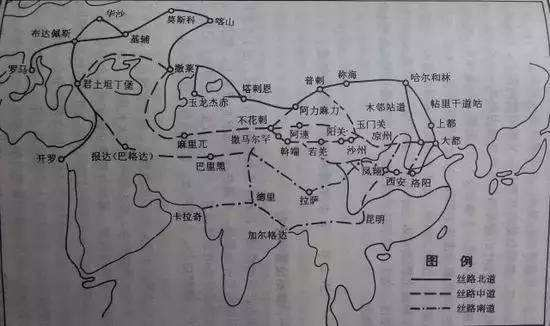 华沙
莫斯科
喀山
布达佩斯
基辅
罗马
君士坦丁堡
撒莱
塔剌恩
玉龙杰赤
普剌
称海
哈尔和林
阿力麻力
木邻站道
帖里干道站
上都
大都
不花剌
撒马尔罕
阿速
阳关
玉门关
凉州
沙州
斡端
若羌
麻里兀
报达（巴格达）
巴里黑
开罗
凤翔
西安
洛阳
德里
拉萨
卡拉奇
加尔格达
昆明
图 例
丝路北道
丝路中道
丝路南道